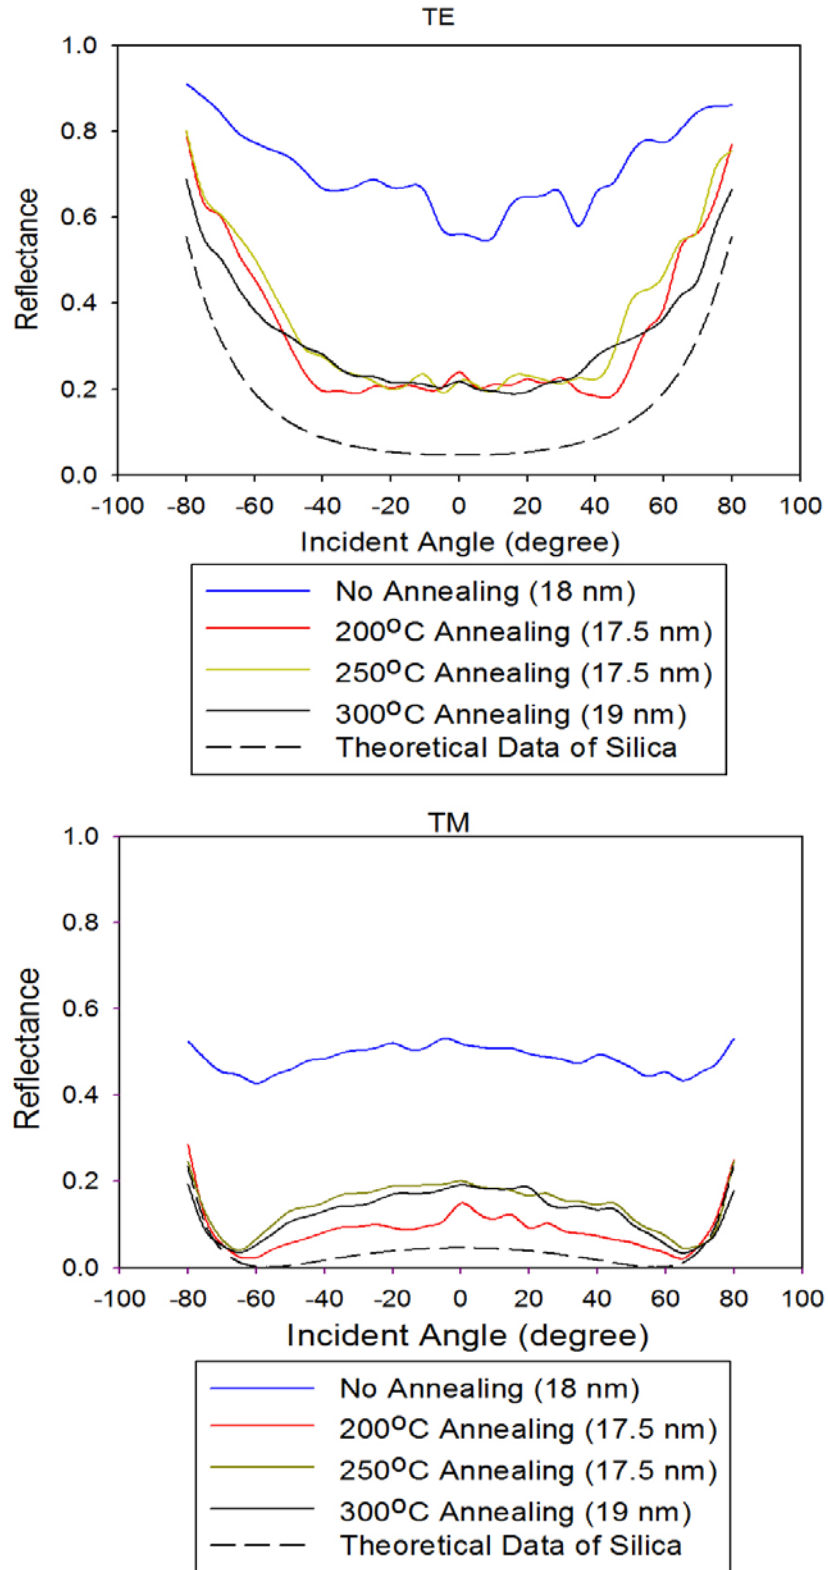 TE
1.0
0.8
0.6
0.4
0.2
0.0
Reflectance
-100 -80 -60 -40 -20 0 20 40 60 80 100
Incident Angle (degree)
No Annealing (18 nm)
200ºC Annealing (17.5 nm)
250ºC Annealing (17.5 nm)
300ºC Annealing (19 nm)
Theoretical Data of Silica
TM
1.0
0.8
0.6
0.4
0.2
0.0
Reflectance
-100 -80 -60 -40 -20 0 20 40 60 80 100
Incident Angle (degree)
No Annealing (18 nm)
200ºC Annealing (17.5 nm)
250ºC Annealing (17.5 nm)
300ºC Annealing (19 nm)
Theoretical Data of Silica